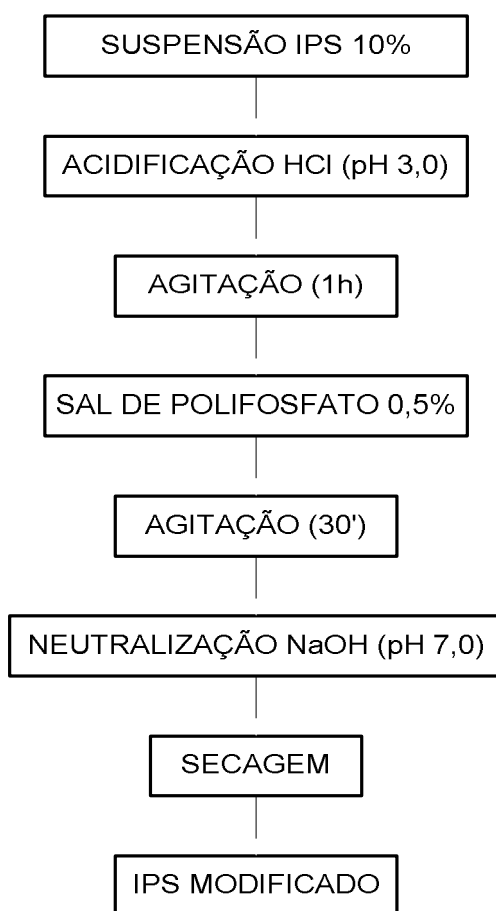 SUSPENSÃO IPS 10%
ACIDIFICAÇÃO HCl (pH 3,0)
AGITAÇÃO (1h)
SAL DE POLIFOSFATO 0,5%
AGITAÇÃO (30')
NEUTRALIZAÇÃO NaOH (pH 7,0)
SECAGEM
IPS MODIFICADO